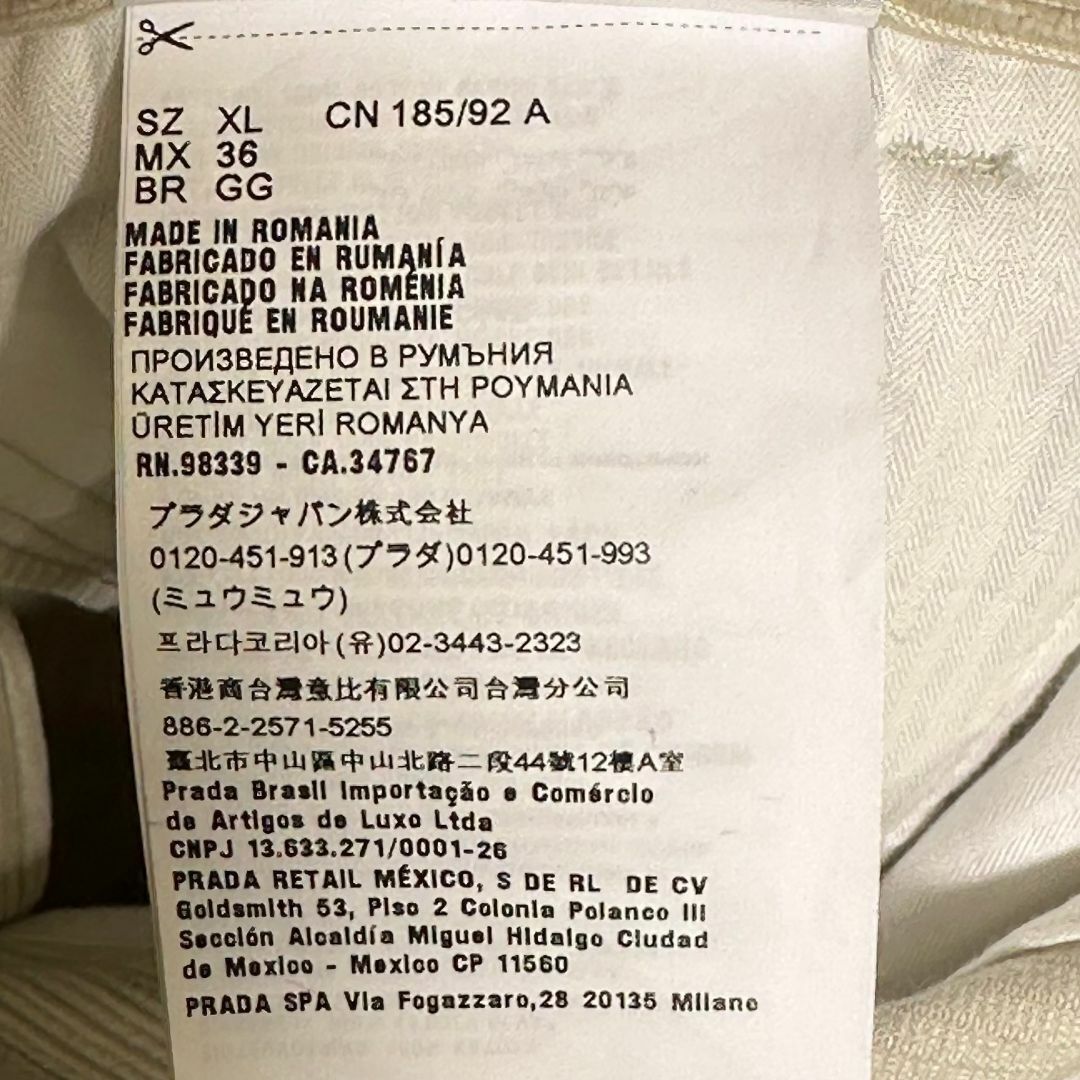 SZ XL CN 185/92 A
MX 36
BR GG
MADE IN ROMANIA
FABRICADO EN RUMANÍA
FABRICADO NA ROMÉNIA
FABRIQUÉ EN ROUMANIE
ПРОИЗВЕДЕНО В РУМЪНИЯ
ΚΑΤΑΣΚΕΥΑΖΕΤΑΙ ΣΤΗ ΡΟΥΜΑΝΙΑ
ÜRETİM YERİ ROMANYA
RN.98339 - CA.34767
プラダジャパン株式会社
0120-451-913(プラダ)0120-451-993
(ミュウミュウ)
프라다코리아(유)02-3443-2323
香港商台灣意比有限公司台灣分公司
886-2-2571-5255
臺北市中山區中山北路二段44號12樓A室
Prada Brasil Importação e Comércio
de Artigos de Luxo Ltda
CNPJ 13.633.271/0001-26
PRADA RETAIL MÉXICO, S DE RL DE CV
Goldsmith 53, Piso 2 Colonia Polanco III
Sección Alcaldía Miguel Hidalgo Ciudad
de Mexico - Mexico CP 11560
PRADA SPA Via Fogazzaro,28 20135 Milano